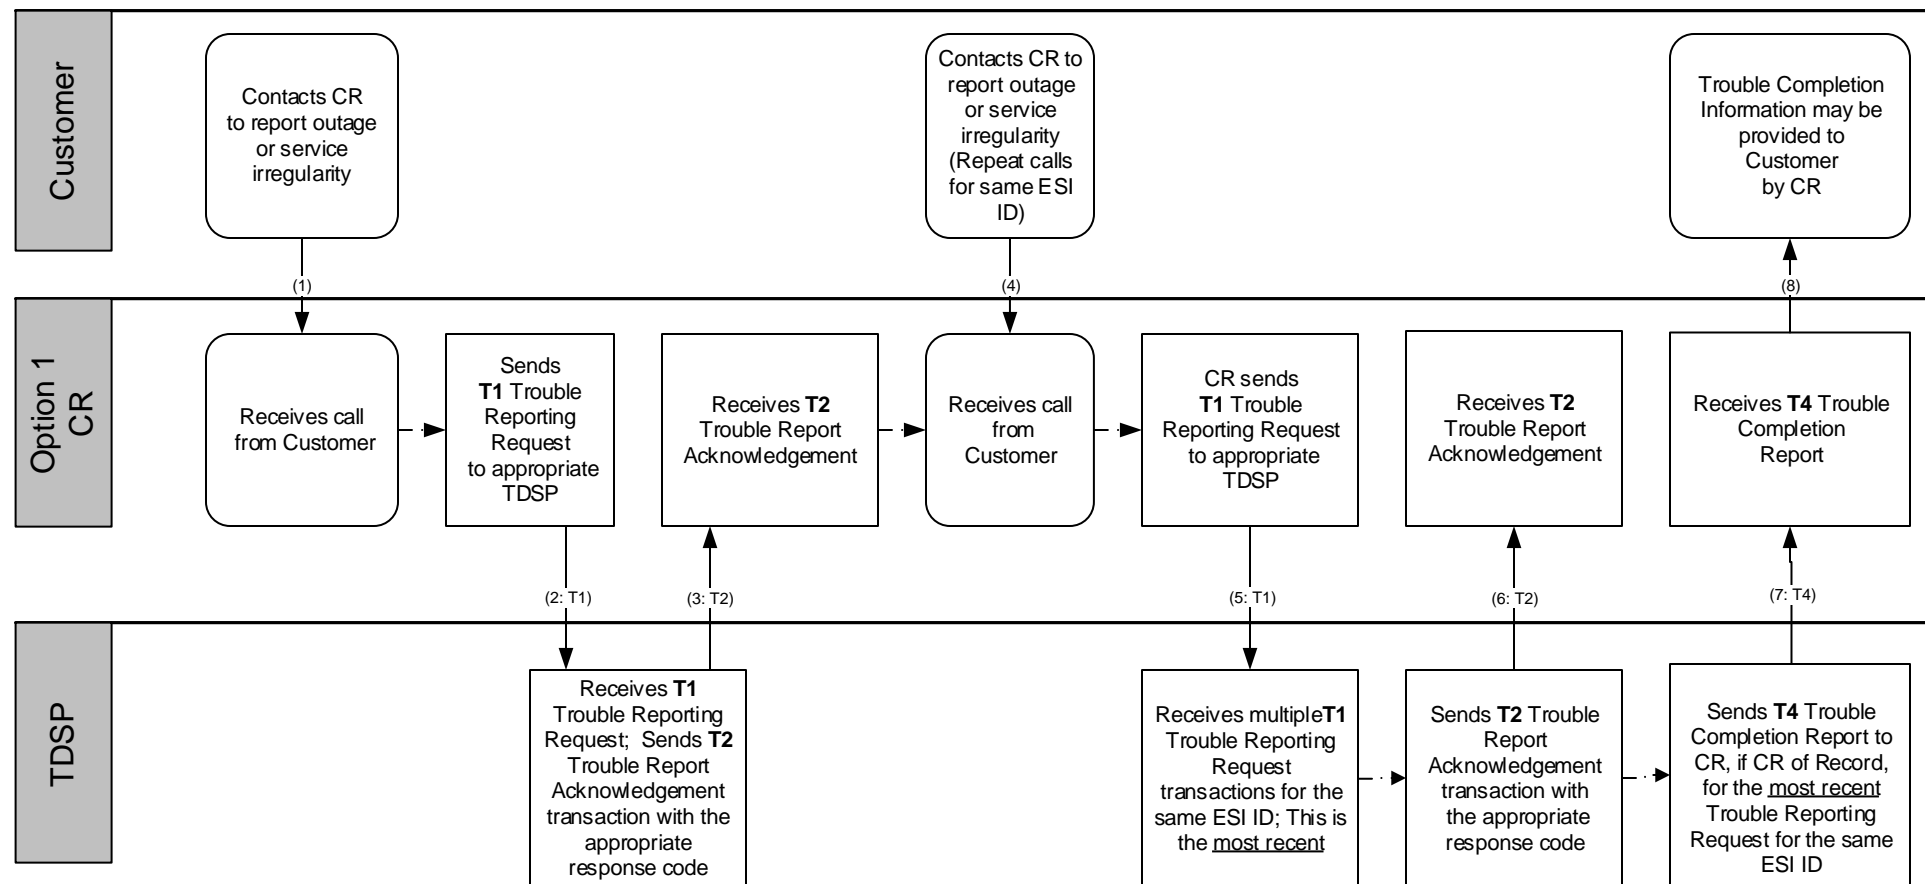 Customer
Contacts CR
to report outage
or service
irregularity
Contacts CR to
report outage
or service
irregularity
(Repeat calls
for same ESI
ID)
Trouble Completion
Information may be
provided to
Customer
by CR
(1)
(4)
(8)
Option 1
CR
Receives call
from Customer
Sends
T1 Trouble
Reporting
Request
to appropriate
TDSP
Receives T2
Trouble Report
Acknowledgement
Receives call
from
Customer
CR sends
T1 Trouble
Reporting Request
to appropriate
TDSP
Receives T2
Trouble Report
Acknowledgement
Receives T4 Trouble
Completion
Report
(2: T1)
(3: T2)
(5: T1)
(6: T2)
(7: T4)
TDSP
Receives T1
Trouble Reporting
Request;  Sends T2
Trouble Report
Acknowledgement
transaction with the
appropriate
response code
Receives multipleT1
Trouble Reporting
Request
transactions for the
same ESI ID; This is
the most recent
Sends T2 Trouble
Report
Acknowledgement
transaction with
the appropriate
response code
Sends T4 Trouble
Completion Report to
CR, if CR of Record,
for the most recent
Trouble Reporting
Request for the same
ESI ID